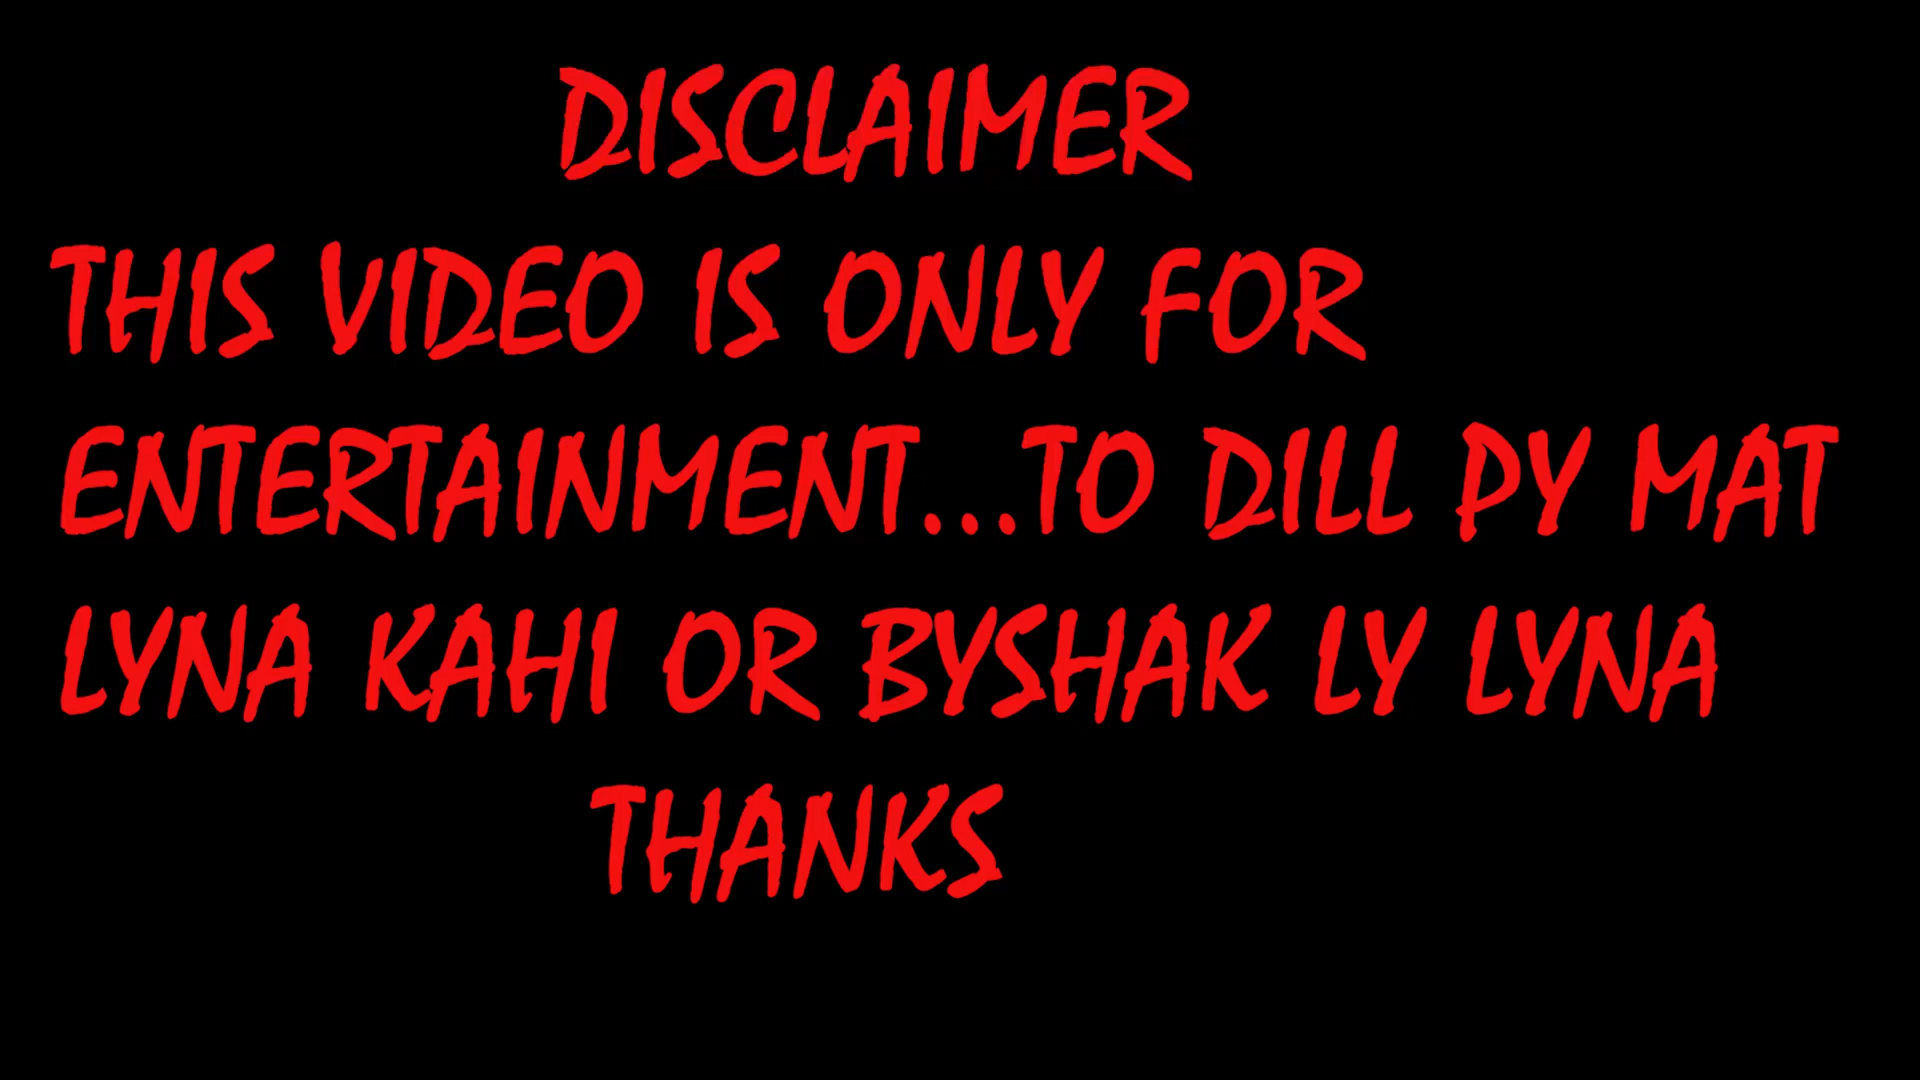 DISCLAIMER
THIS VIDEO IS ONLY FOR
ENTERTAINMENT...TO DILL PY MAT
LYNA KAHI OR BYSHAK LY LYNA
THANKS